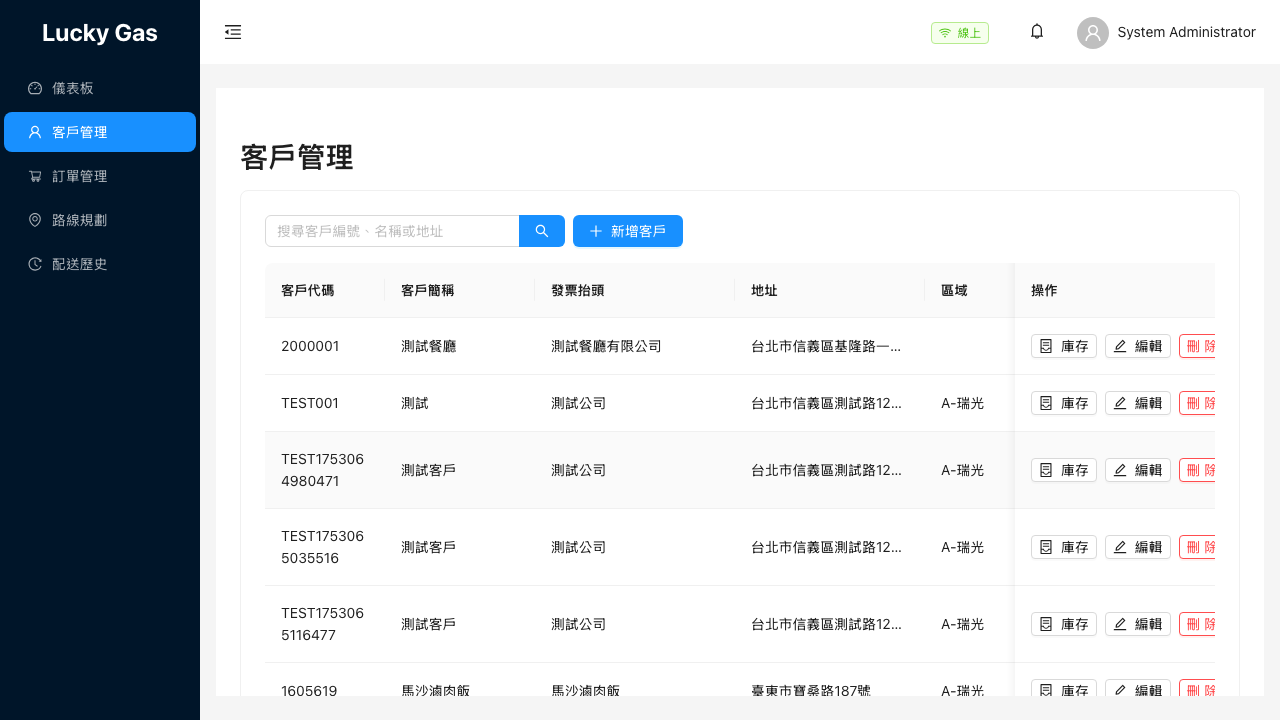 Lucky Gas
儀表板
客戶管理
訂單管理
路線規劃
配送歷史
線上
System Administrator
客戶管理
搜尋客戶編號、名稱或地址
新增客戶
客戶代碼 客戶簡稱 發票抬頭 地址 區域 操作
2000001 測試餐廳 測試餐廳有限公司 台北市信義區基隆路一... 庫存 編輯 刪 除
TEST001 測試 測試公司 台北市信義區測試路12... A-瑞光 庫存 編輯 刪 除
TEST175306
4980471 測試客戶 測試公司 台北市信義區測試路12... A-瑞光 庫存 編輯 刪 除
TEST175306
5035516 測試客戶 測試公司 台北市信義區測試路12... A-瑞光 庫存 編輯 刪 除
TEST175306
5116477 測試客戶 測試公司 台北市信義區測試路12... A-瑞光 庫存 編輯 刪 除
1605619 馬沙滷肉飯 馬沙滷肉飯 臺東市寶桑路187號 A-瑞光 庫存 編輯 刪 除